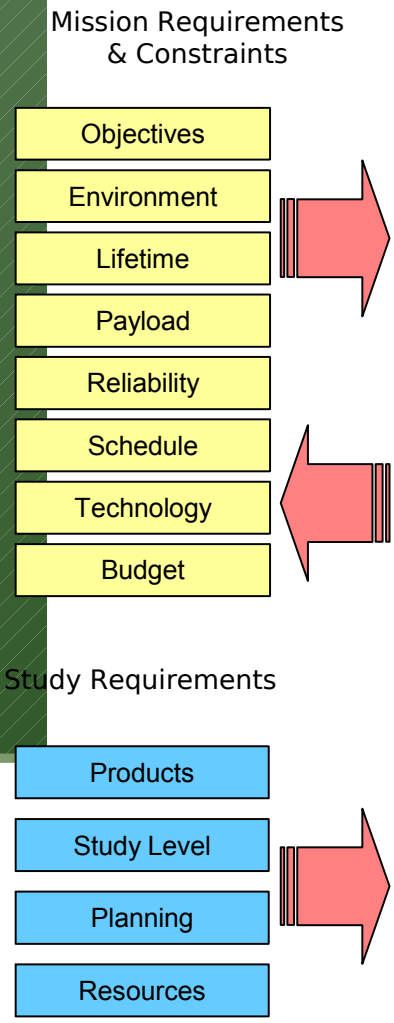 Mission Requirements
& Constraints
Objectives
Environment
Lifetime
Payload
Reliability
Schedule
Technology
Budget
Study Requirements
Products
Study Level
Planning
Resources